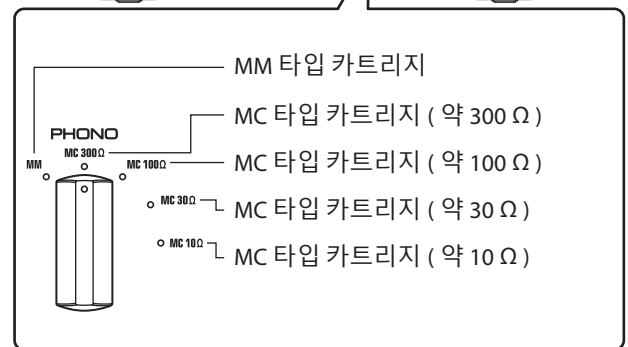 MM 타입 카트리지
PHONO
MC 300Ω
MC 타입 카트리지 ( 약 300 Ω )
MM
MC 100Ω
MC 타입 카트리지 ( 약 100 Ω )
MC 30Ω
MC 타입 카트리지 ( 약 30 Ω )
MC 10Ω
MC 타입 카트리지 ( 약 10 Ω )